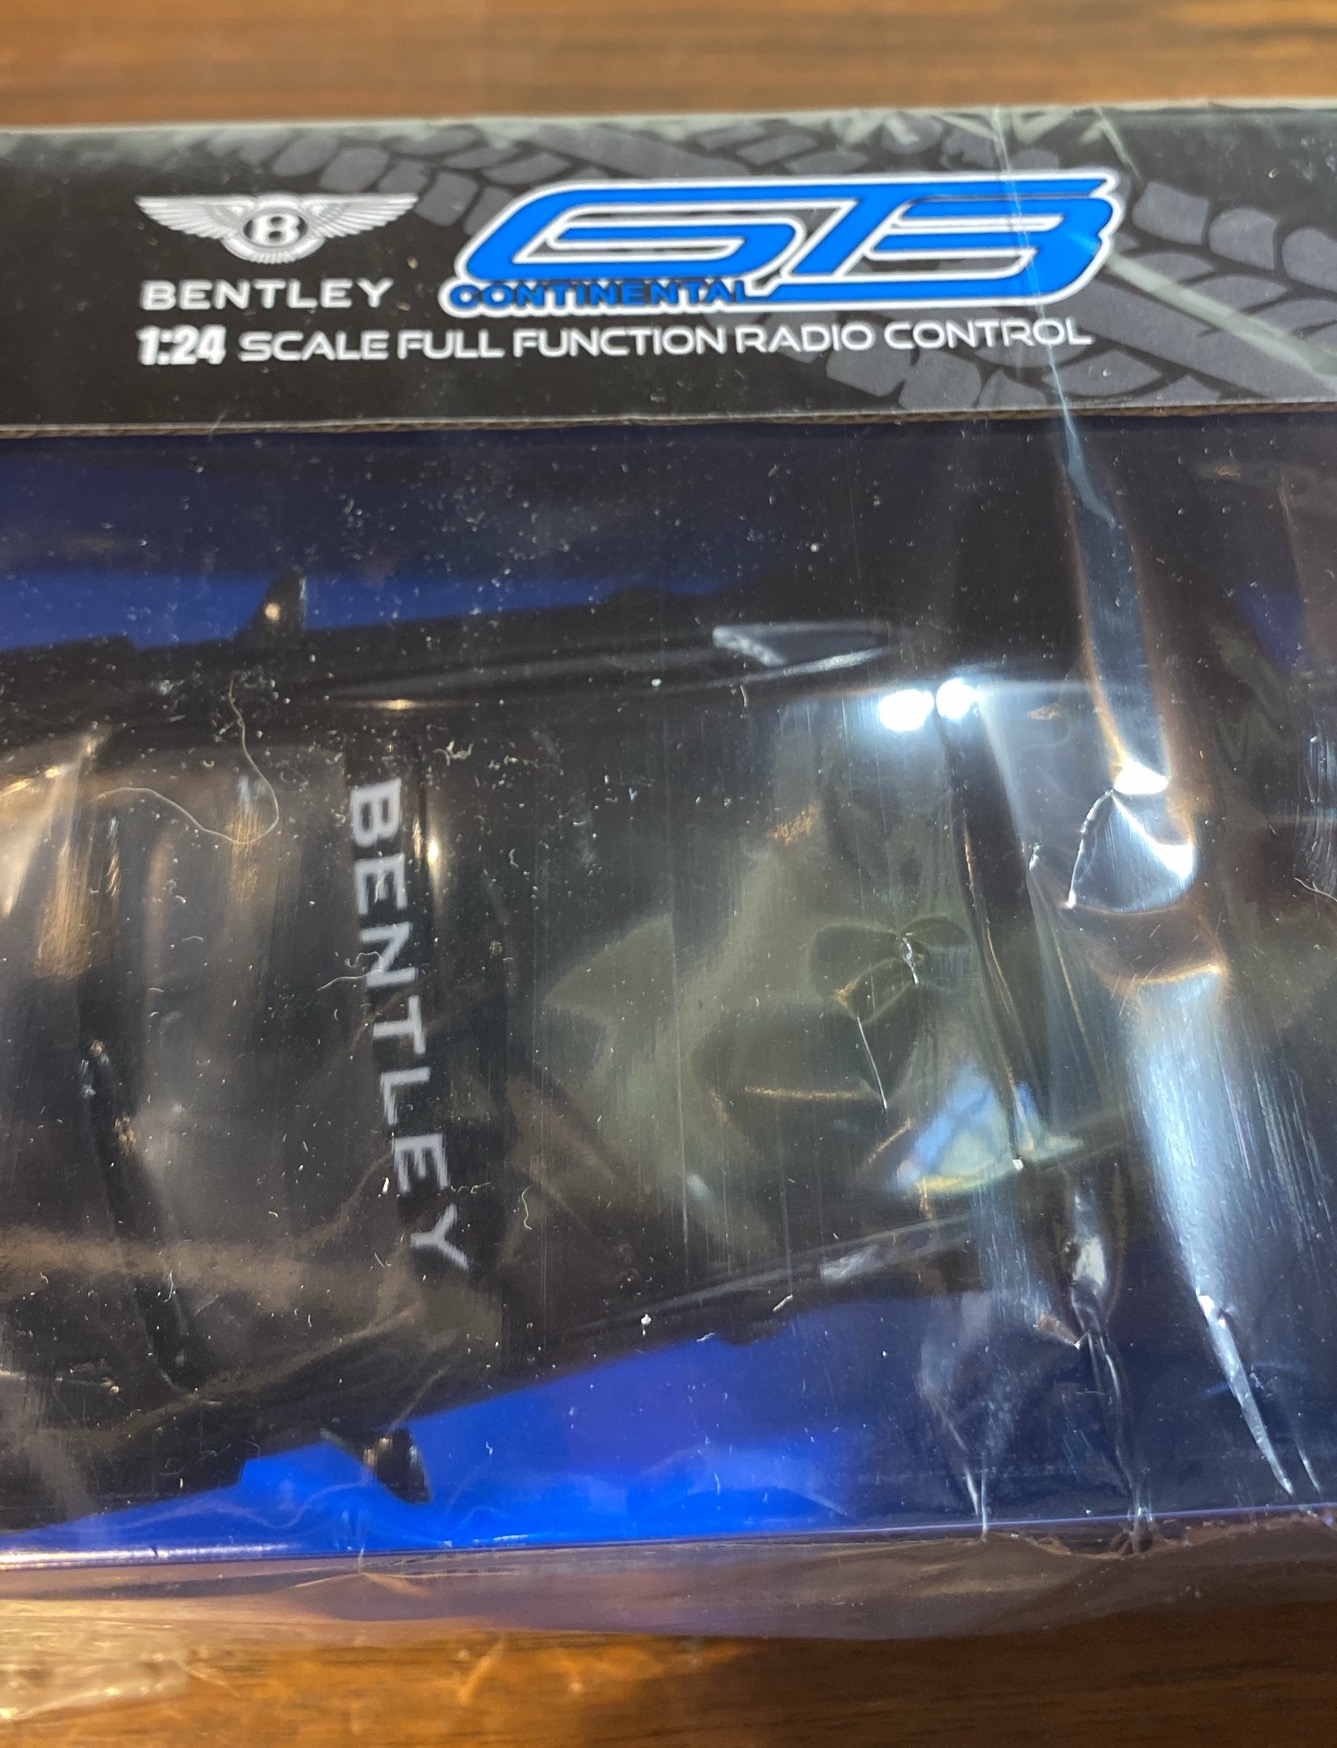 B
BENTLEY
GT3
CONTINENTAL
1:24 SCALE FULL FUNCTION RADIO CONTROL
BENTLEY